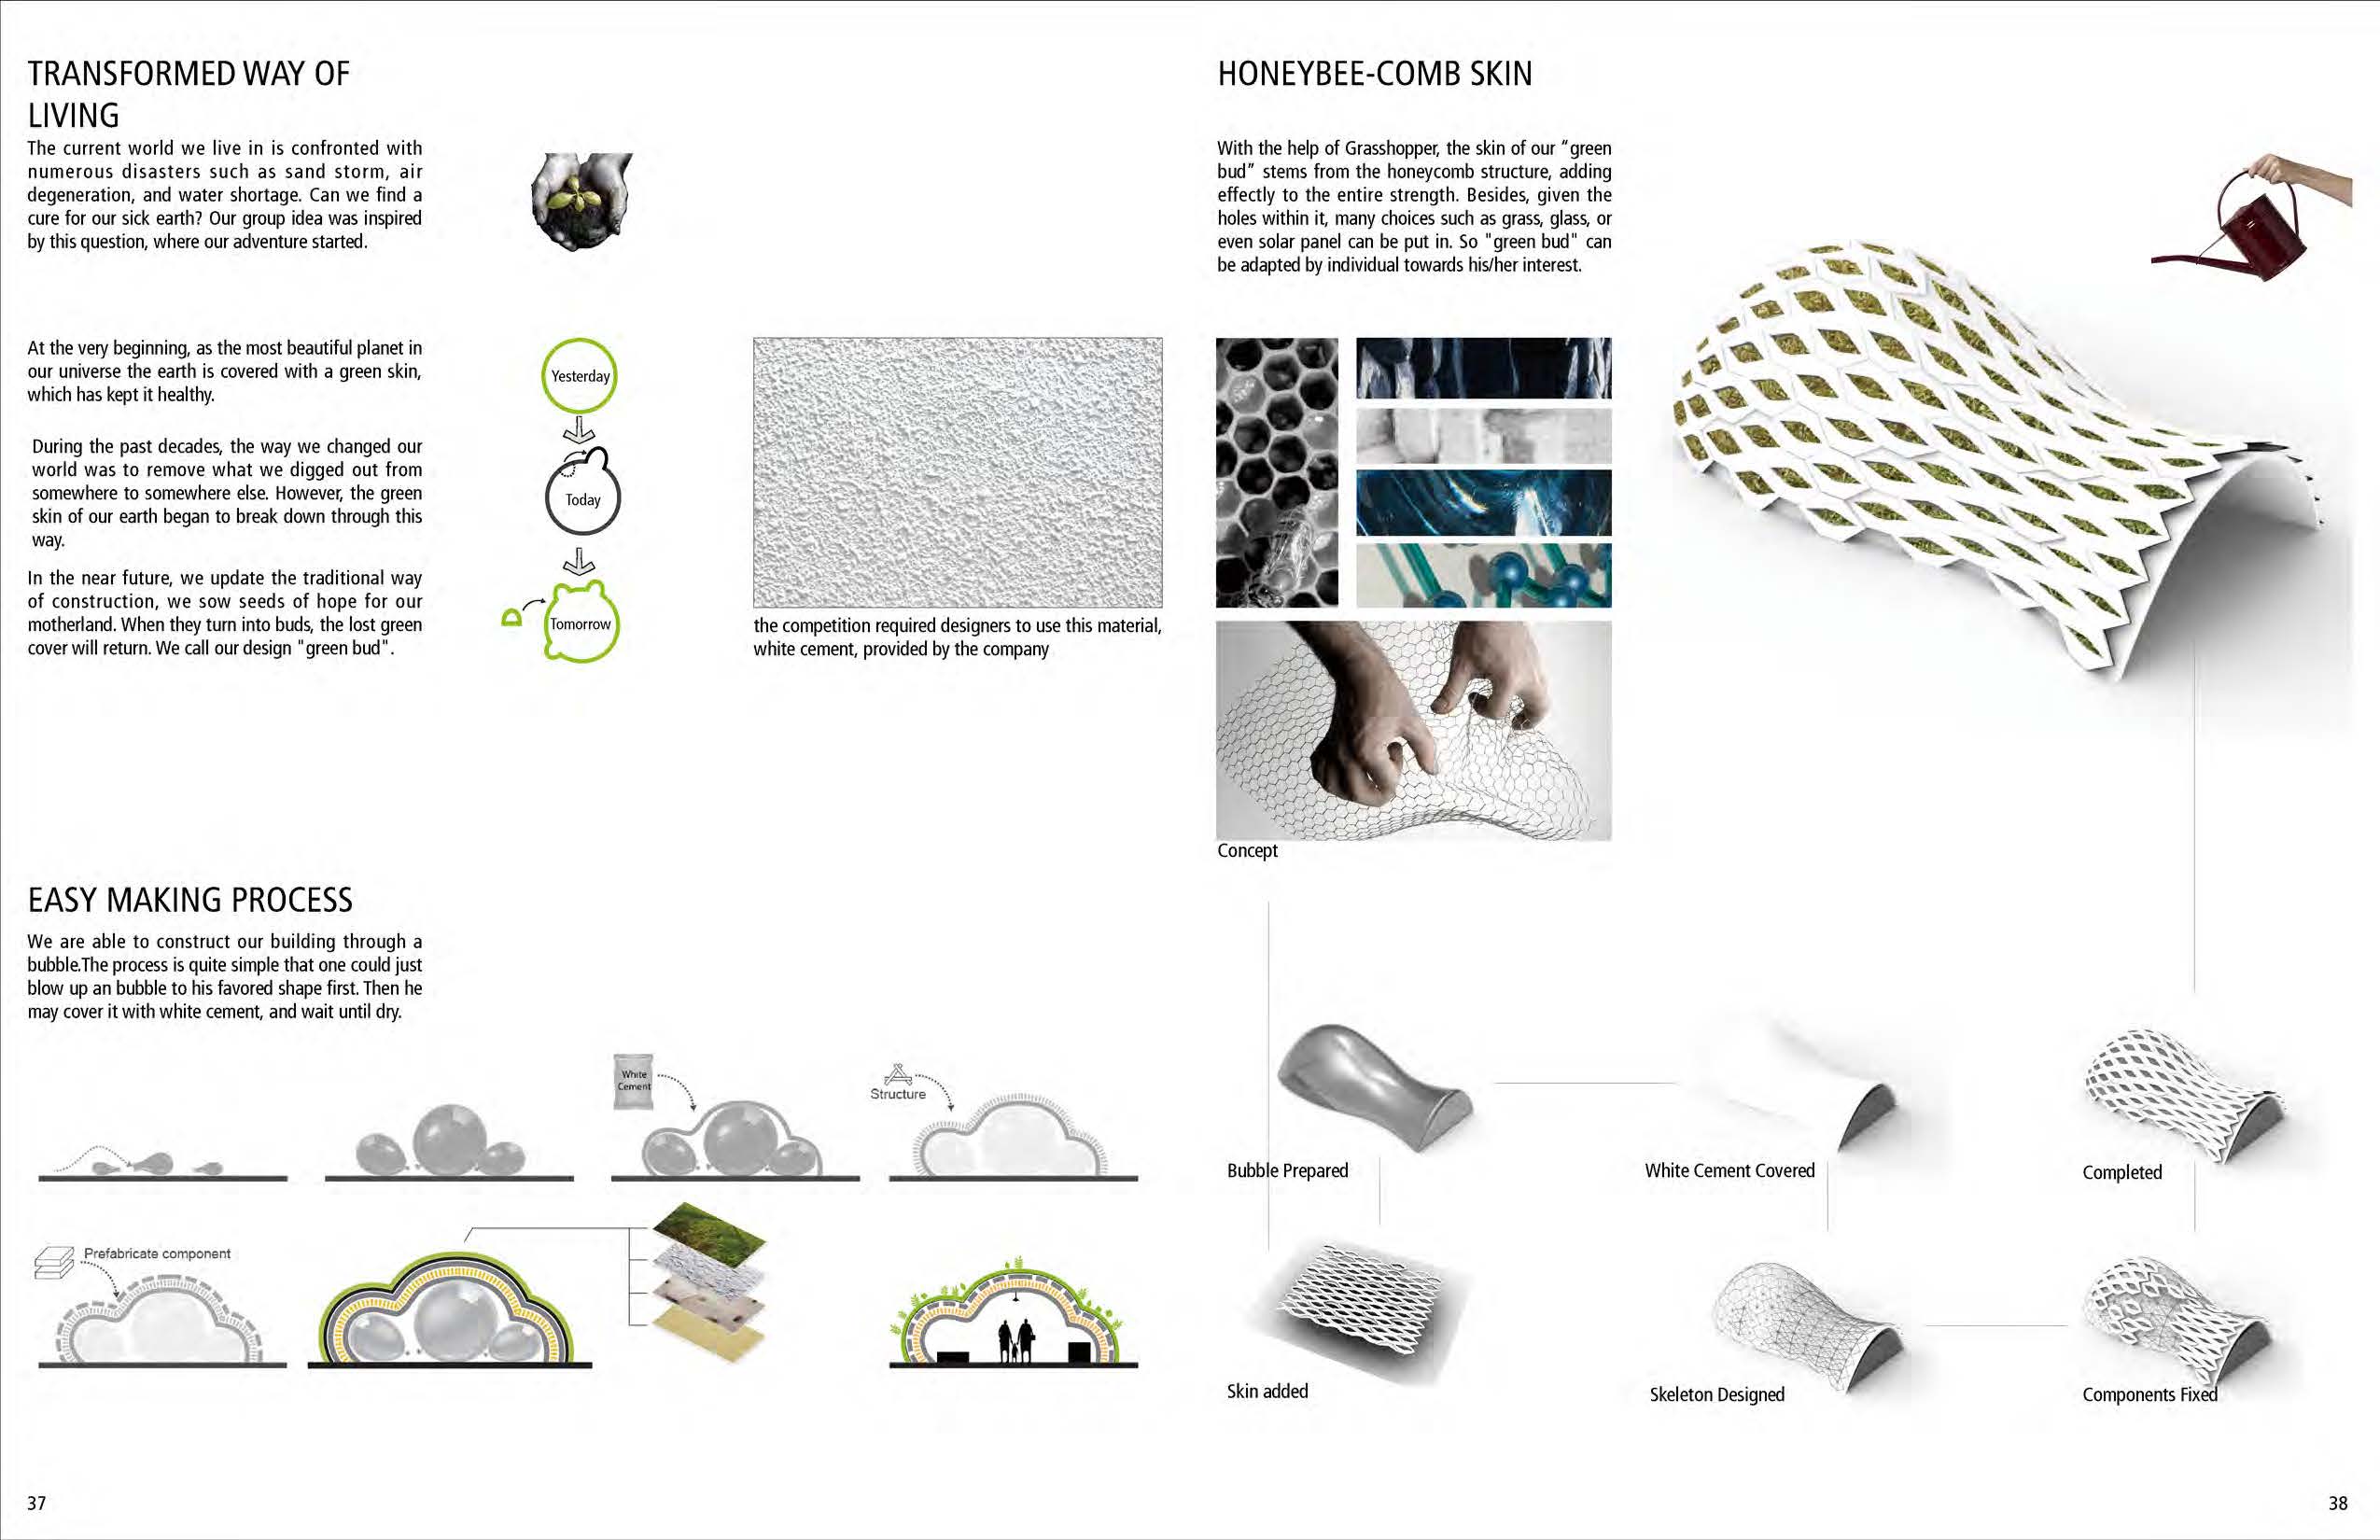 TRANSFORMED WAY OF
LIVING
The current world we live in is confronted with
numerous disasters such as sand storm, air
degeneration, and water shortage. Can we find a
cure for our sick earth? Our group idea was inspired
by this question, where our adventure started.
At the very beginning, as the most beautiful planet in
our universe the earth is covered with a green skin,
which has kept it healthy.
During the past decades, the way we changed our
world was to remove what we digged out from
somewhere to somewhere else. However, the green
skin of our earth began to break down through this
way.
In the near future, we update the traditional way
of construction, we sow seeds of hope for our
motherland. When they turn into buds, the lost green
cover will return. We call our design "green bud".
Yesterday
Today
Tomorrow
the competition required designers to use this material,
white cement, provided by the company
EASY MAKING PROCESS
We are able to construct our building through a
bubble.The process is quite simple that one could just
blow up an bubble to his favored shape first. Then he
may cover it with white cement, and wait until dry.
White
Cement
Structure
Prefabricate component
37
HONEYBEE-COMB SKIN
With the help of Grasshopper, the skin of our “green
bud” stems from the honeycomb structure, adding
effectly to the entire strength. Besides, given the
holes within it, many choices such as grass, glass, or
even solar panel can be put in. So "green bud" can
be adapted by individual towards his/her interest.
Concept
Bubble Prepared
White Cement Covered
Completed
Skin added
Skeleton Designed
Components Fixed
38